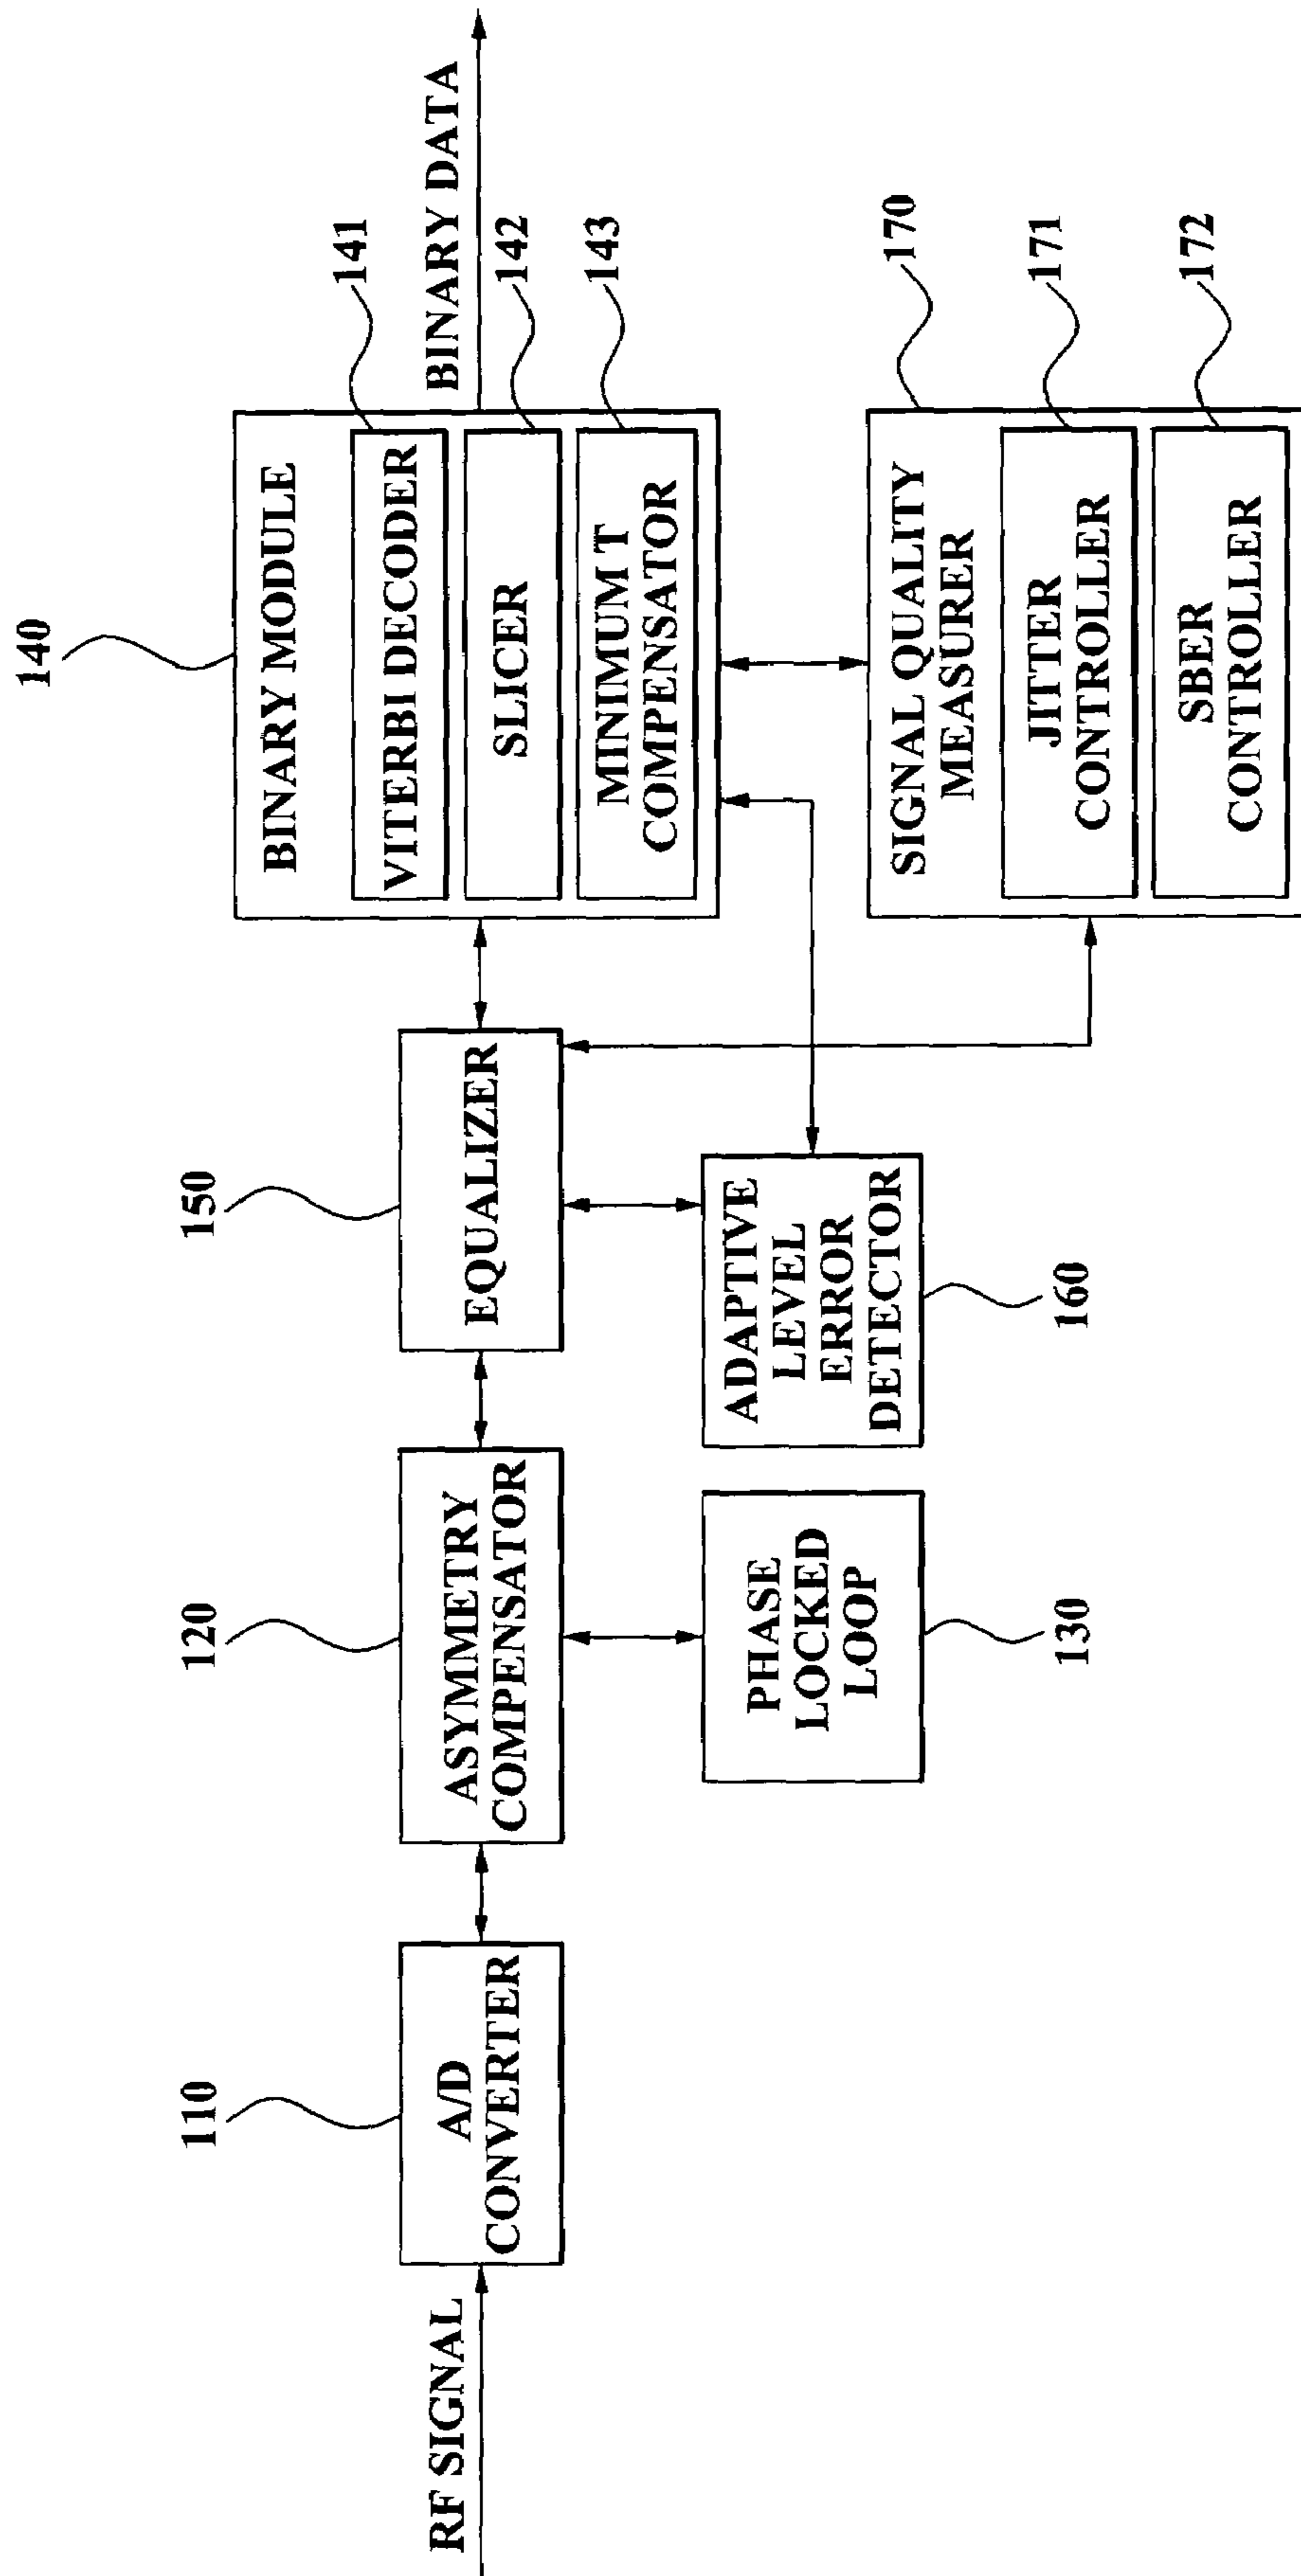 RF SIGNAL
110
A/D
CONVERTER
120
ASYMMETRY
COMPENSATOR
PHASE
LOCKED
LOOP
130
150
EQUALIZER
ADAPTIVE
LEVEL
ERROR
DETECTOR
160
140
BINARY MODULE
VITERBI DECODER
141
SLICER
142
MINIMUM T
COMPENSATOR
143
BINARY DATA
SIGNAL QUALITY
MEASURER
170
JITTER
CONTROLLER
171
SBER
CONTROLLER
172